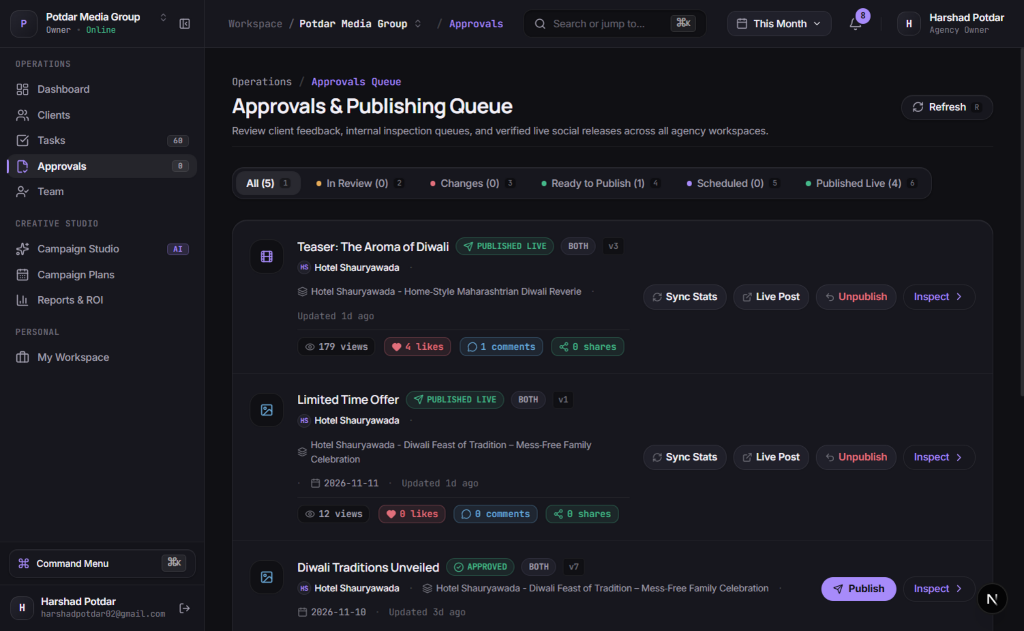 P
Potdar Media Group
Owner · Online
Workspace / Potdar Media Group / Approvals
Search or jump to... ⌘K
This Month
8
H
Harshad Potdar
Agency Owner
OPERATIONS
Dashboard
Clients
Tasks 60
Approvals 0
Team
CREATIVE STUDIO
Campaign Studio AI
Campaign Plans
Reports & ROI
PERSONAL
My Workspace
Command Menu ⌘K
H
Harshad Potdar
harshadpotdar02@gmail.com
Operations / Approvals Queue
Approvals & Publishing Queue
Review client feedback, internal inspection queues, and verified live social releases across all agency workspaces.
Refresh R
All (5) 1 In Review (0) 2 Changes (0) 3 Ready to Publish (1) 4 Scheduled (0) 5 Published Live (4) 6
Teaser: The Aroma of Diwali PUBLISHED LIVE BOTH v3
HS Hotel Shauryawada ·
Hotel Shauryawada - Home-Style Maharashtrian Diwali Reverie ·
Updated 1d ago
179 views 4 likes 1 comments 0 shares
Sync Stats Live Post Unpublish Inspect
Limited Time Offer PUBLISHED LIVE BOTH v1
HS Hotel Shauryawada ·
Hotel Shauryawada - Diwali Feast of Tradition – Mess-Free Family
Celebration
· 2026-11-11 · Updated 1d ago
12 views 0 likes 0 comments 0 shares
Sync Stats Live Post Unpublish Inspect
Diwali Traditions Unveiled APPROVED BOTH v7
HS Hotel Shauryawada · Hotel Shauryawada - Diwali Feast of Tradition – Mess-Free Family Celebration ·
2026-11-10 · Updated 3d ago
Publish Inspect
N